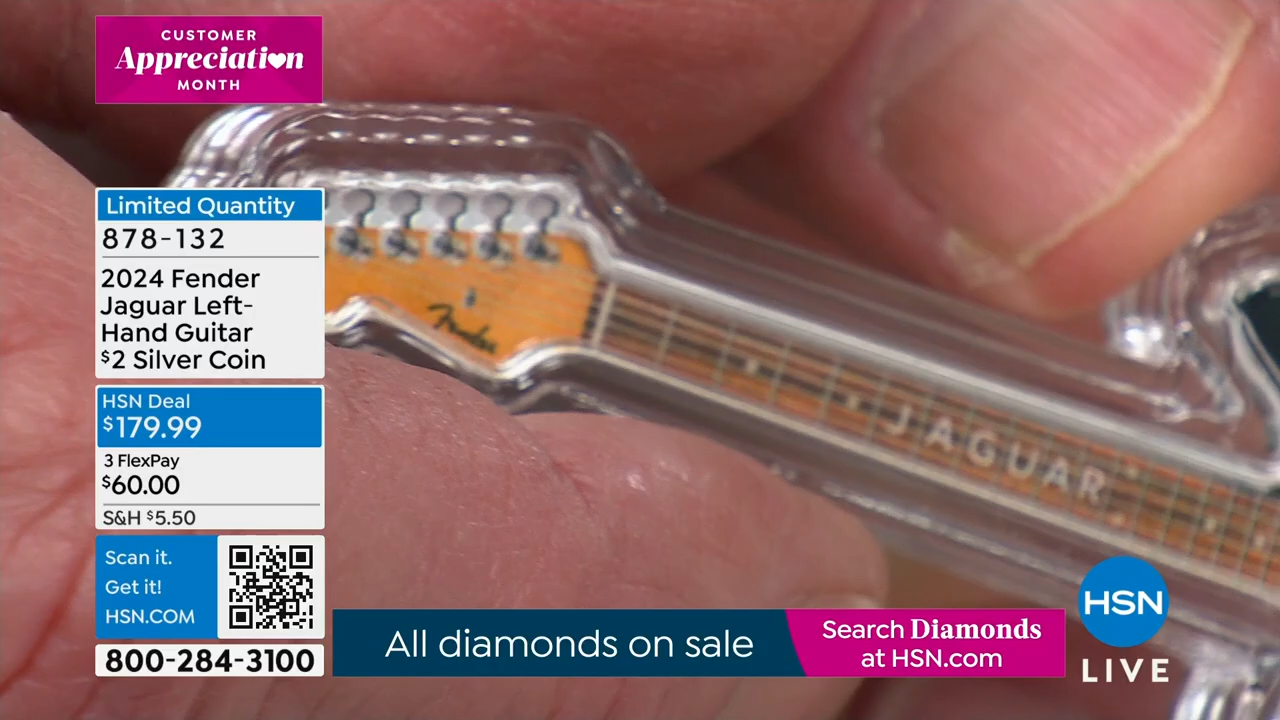 CUSTOMER
Appreciation
MONTH
Limited Quantity
878-132
2024 Fender
Jaguar Left-
Hand Guitar
$2 Silver Coin
HSN Deal
$179.99
3 FlexPay
$60.00
S&H $5.50
Scan it.
Get it!
HSN.COM
800-284-3100
Fender
JAGUAR
All diamonds on sale
Search Diamonds
at HSN.com
HSN
LIVE